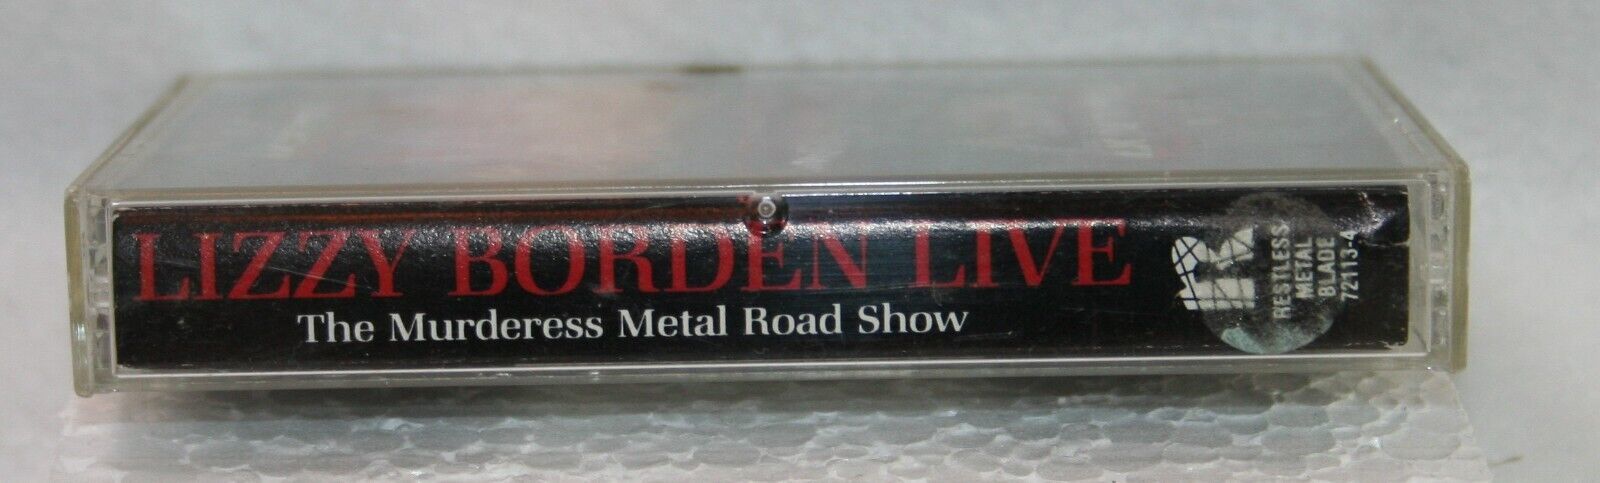 LIZZY BORDEN LIVE
The Murderess Metal Road Show
RESTLESS
METAL
BLADE
72113-4